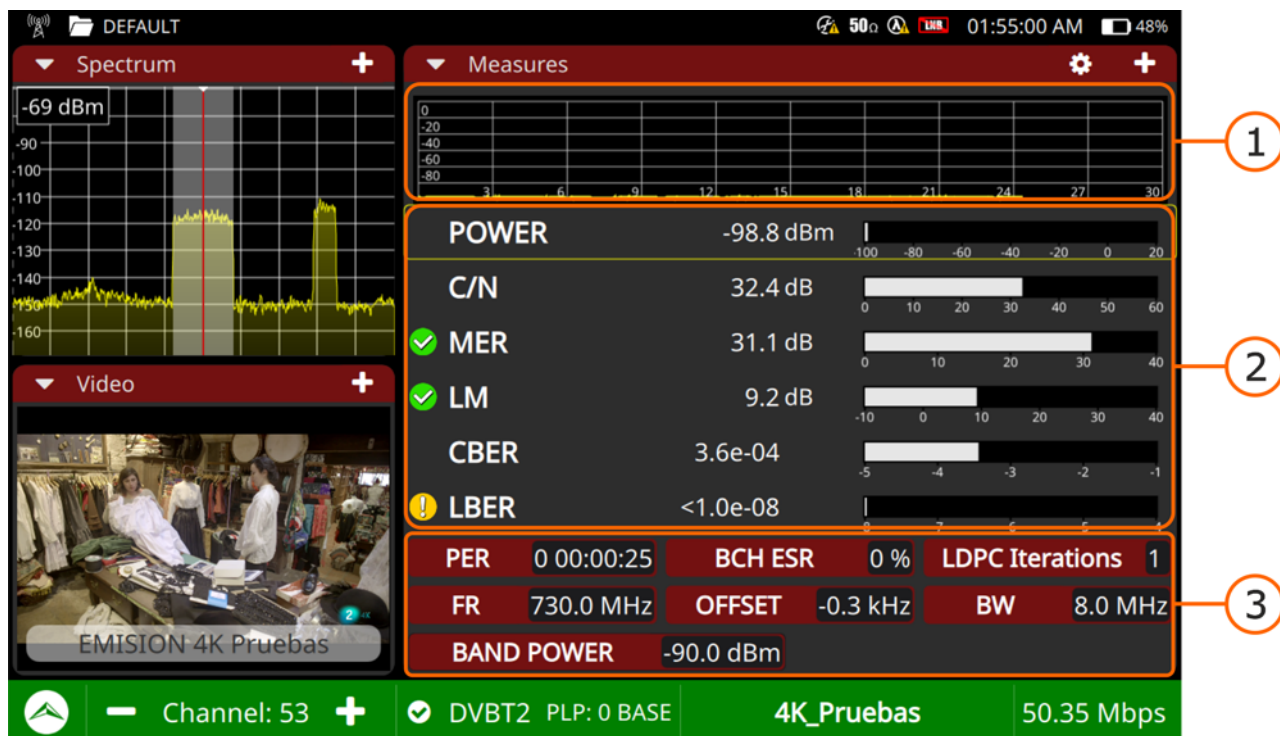 DEFAULT 50Ω LNB 01:55:00 AM 48%
Spectrum
-69 dBm
-90
-100
-110
-120
-130
-140
-150
-160
Video
2 4K
EMISION 4K Pruebas
Measures
0
-20
-40
-60
-80
3 6 9 12 15 18 21 24 27 30
1
POWER -98.8 dBm
-100 -80 -60 -40 -20 0 20
C/N 32.4 dB
0 10 20 30 40 50 60
MER 31.1 dB
0 10 20 30 40
LM 9.2 dB
-10 0 10 20 30 40
CBER 3.6e-04
-5 -4 -3 -2 -1
! LBER <1.0e-08
2
PER 0 00:00:25 BCH ESR 0 % LDPC Iterations 1
FR 730.0 MHz OFFSET -0.3 kHz BW 8.0 MHz
BAND POWER -90.0 dBm
3
Channel: 53 DVBT2 PLP: 0 BASE 4K_Pruebas 50.35 Mbps